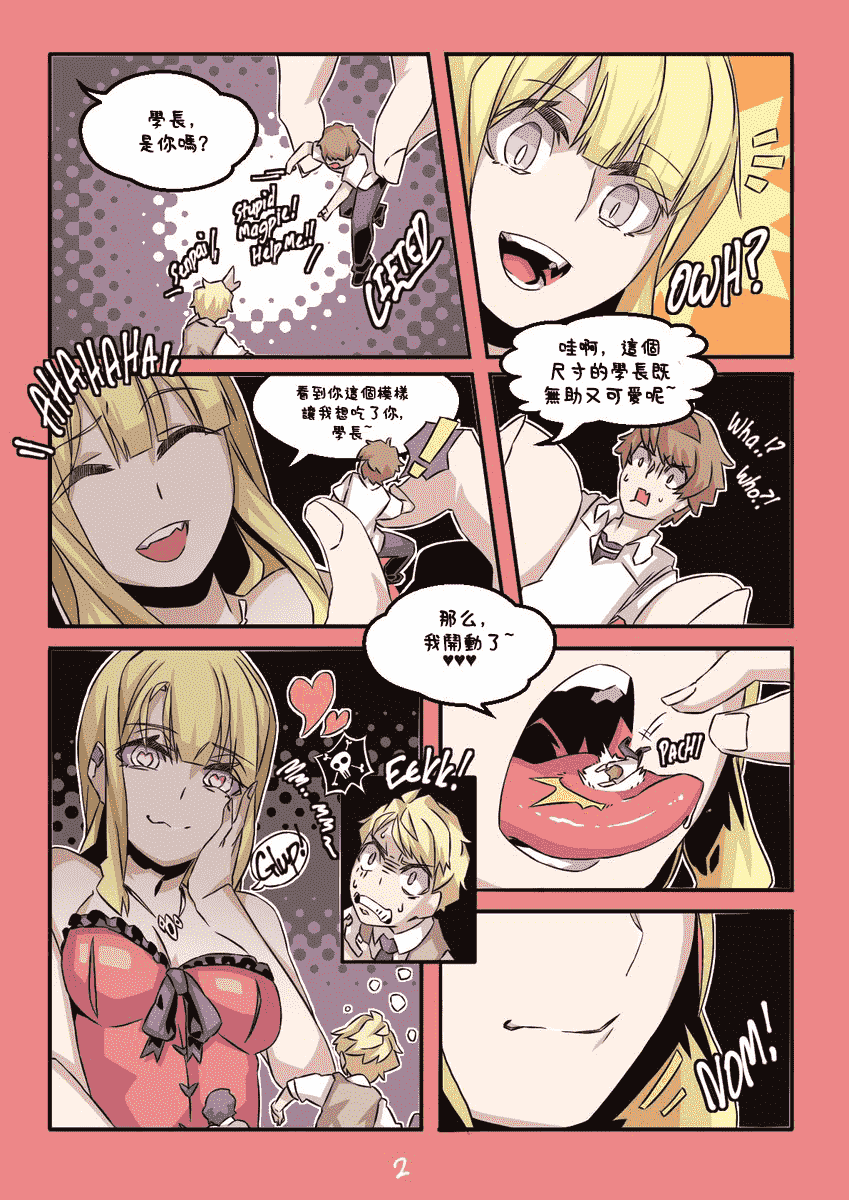 學長，
是你嗎？
Stupid
Magpie!
Help Me!!
Senpai!
LIFTED
OWH?
AHAHAHA!!
看到你這個模樣
讓我想吃了你，
學長~
!!
哇啊，這個
尺寸的學長既
無助又可愛呢~
Wha..!?
Who?!
那么，
我開動了~
♥♥♥
Mm.. mm~
Glup!
Eekk!
PACHI
NOM!
2